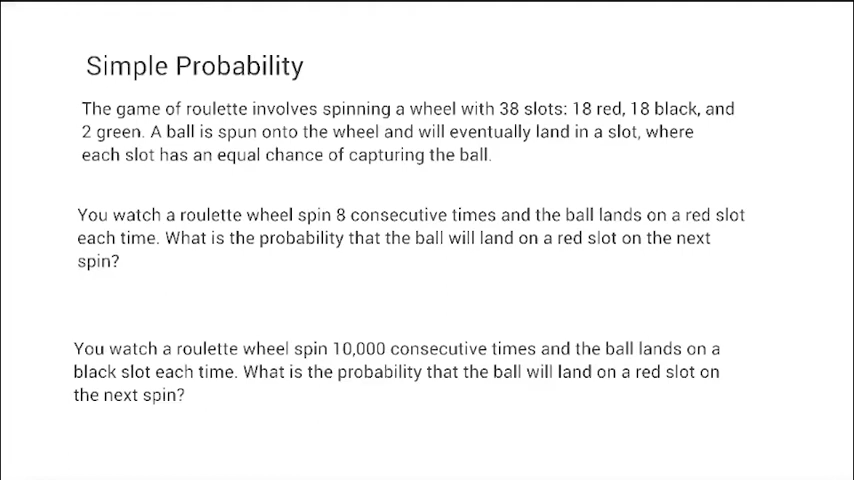 Simple Probability
The game of roulette involves spinning a wheel with 38 slots: 18 red, 18 black, and
2 green. A ball is spun onto the wheel and will eventually land in a slot, where
each slot has an equal chance of capturing the ball.
You watch a roulette wheel spin 8 consecutive times and the ball lands on a red slot
each time. What is the probability that the ball will land on a red slot on the next
spin?
You watch a roulette wheel spin 10,000 consecutive times and the ball lands on a
black slot each time. What is the probability that the ball will land on a red slot on
the next spin?